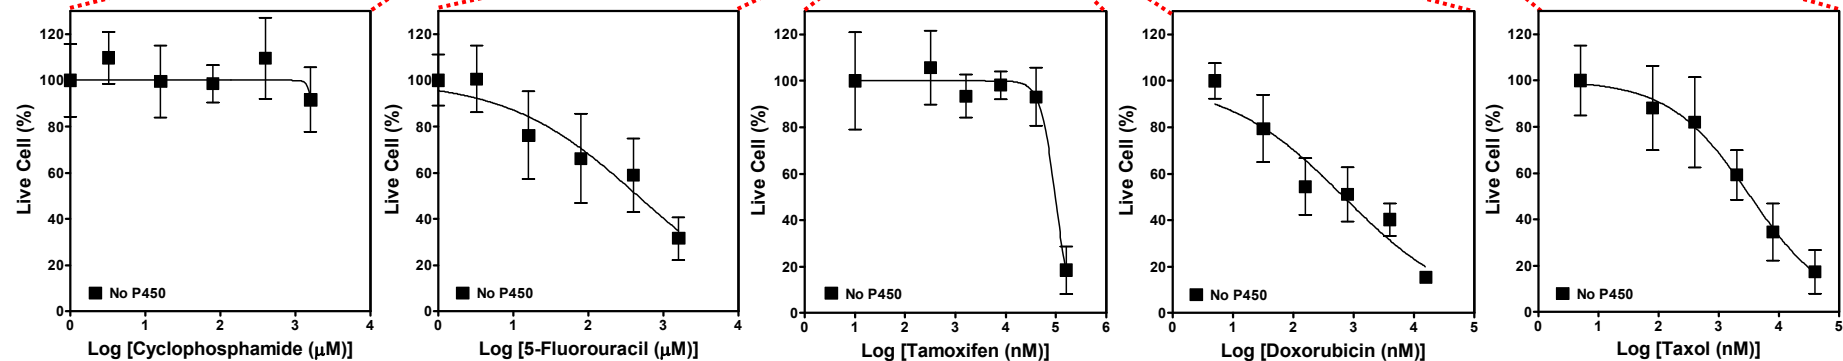 120
100
80
60
40
20
0
Live Cell (%)
No P450
0 1 2 3 4
Log [Cyclophosphamide (μM)]
120
100
80
60
40
20
0
Live Cell (%)
No P450
0 1 2 3 4
Log [5-Fluorouracil (μM)]
120
100
80
60
40
20
0
Live Cell (%)
No P450
0 1 2 3 4 5 6
Log [Tamoxifen (nM)]
120
100
80
60
40
20
0
Live Cell (%)
No P450
0 1 2 3 4 5
Log [Doxorubicin (nM)]
120
100
80
60
40
20
0
Live Cell (%)
No P450
0 1 2 3 4 5
Log [Taxol (nM)]